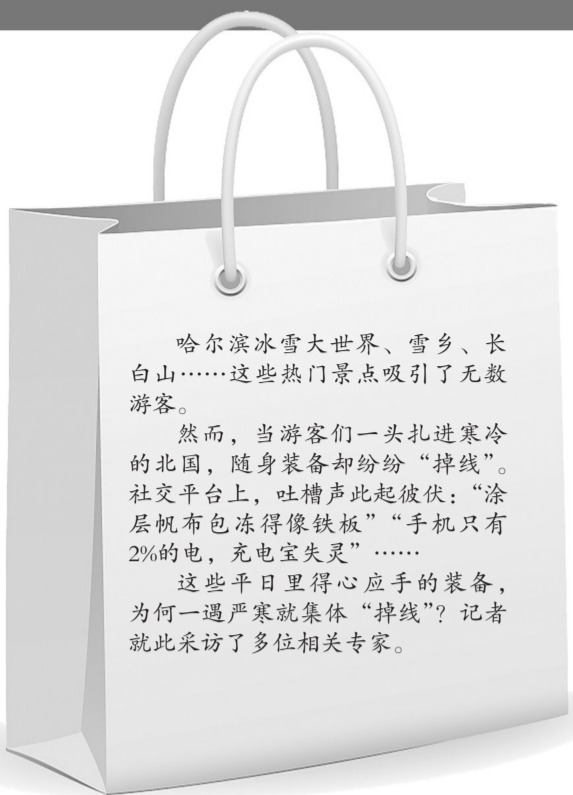 哈尔滨冰雪大世界、雪乡、长
白山……这些热门景点吸引了无数
游客。
然而，当游客们一头扎进寒冷
的北国，随身装备却纷纷“掉线”。
社交平台上，吐槽声此起彼伏：“涂
层帆布包冻得像铁板”“手机只有
2%的电，充电宝失灵”……
这些平日里得心应手的装备，
为何一遇严寒就集体“掉线”？记者
就此采访了多位相关专家。